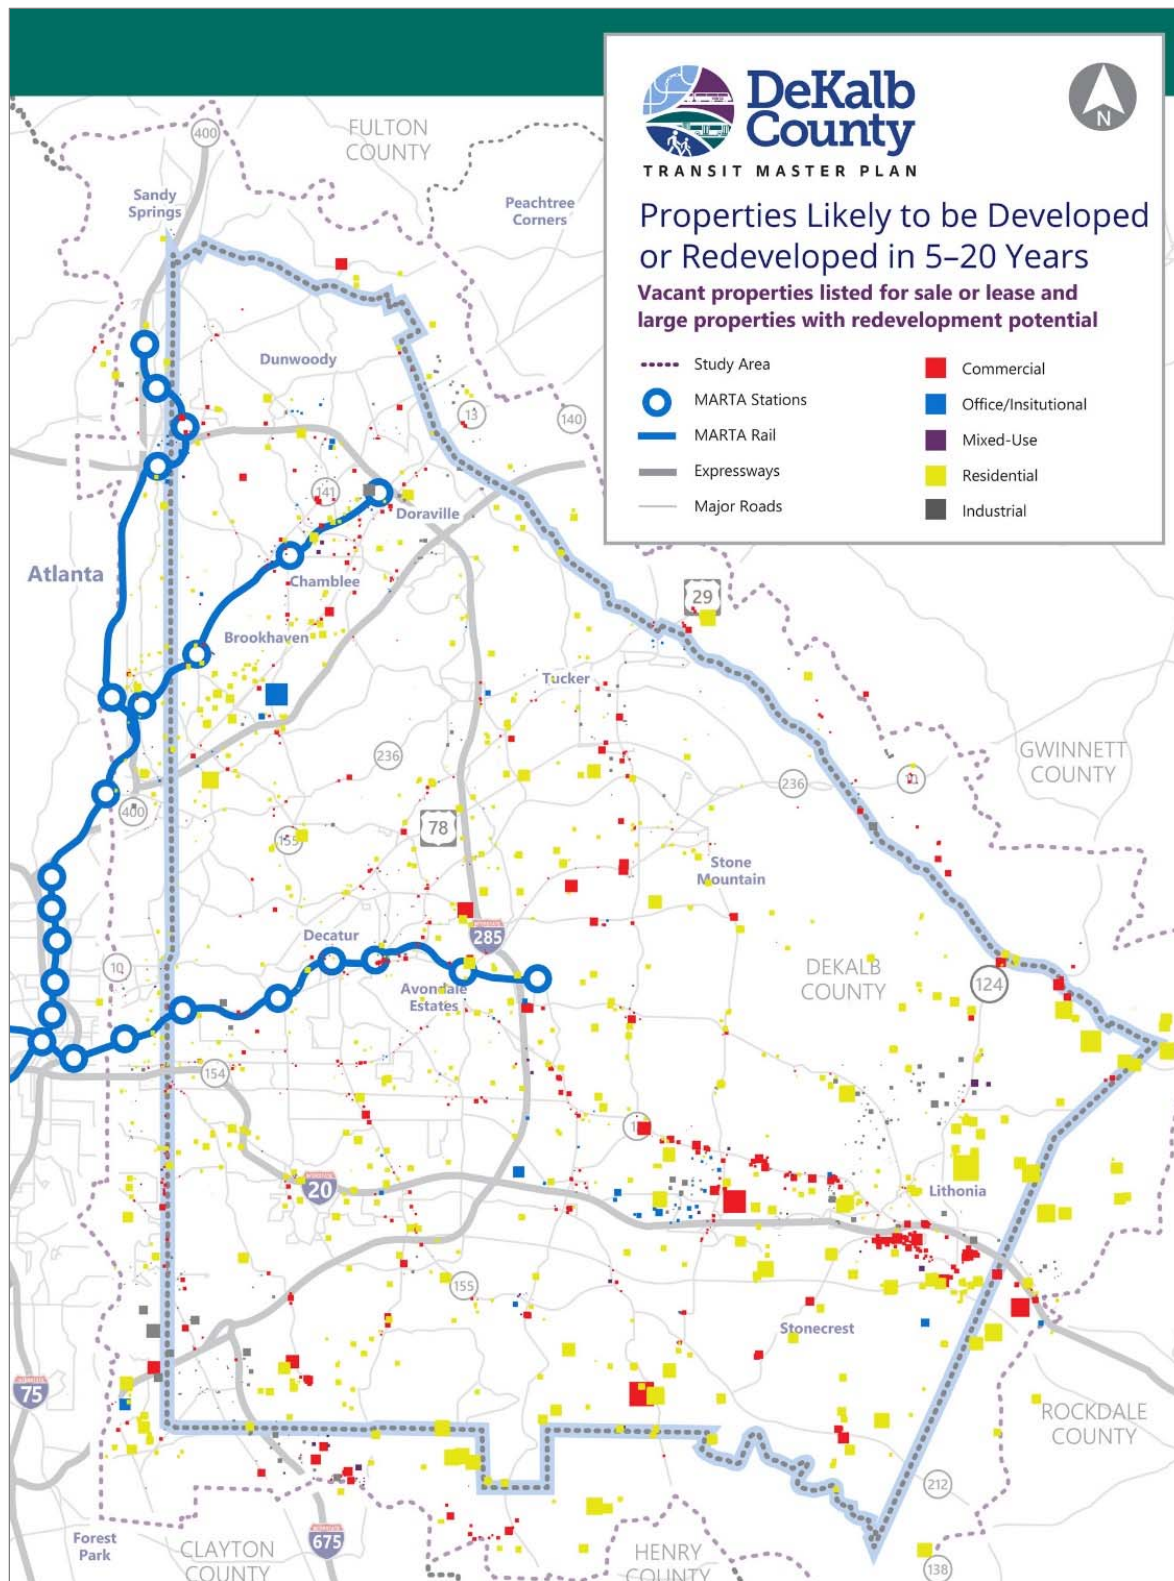 DeKalb
County
TRANSIT MASTER PLAN
N
Properties Likely to be Developed
or Redeveloped in 5–20 Years
Vacant properties listed for sale or lease and
large properties with redevelopment potential
Study Area
MARTA Stations
MARTA Rail
Expressways
Major Roads
Commercial
Office/Insitutional
Mixed-Use
Residential
Industrial
400
FULTON
COUNTY
Sandy
Springs
Peachtree
Corners
Dunwoody
13
140
141
Doraville
Atlanta
Chamblee
29
Brookhaven
Tucker
236
GWINNETT
COUNTY
236
400
78
155
Stone
Mountain
Decatur
285
10
DEKALB
COUNTY
124
Avondale
Estates
154
20
Lithonia
155
Stonecrest
75
ROCKDALE
COUNTY
212
Forest
Park
675
CLAYTON
COUNTY
HENRY
COUNTY
138